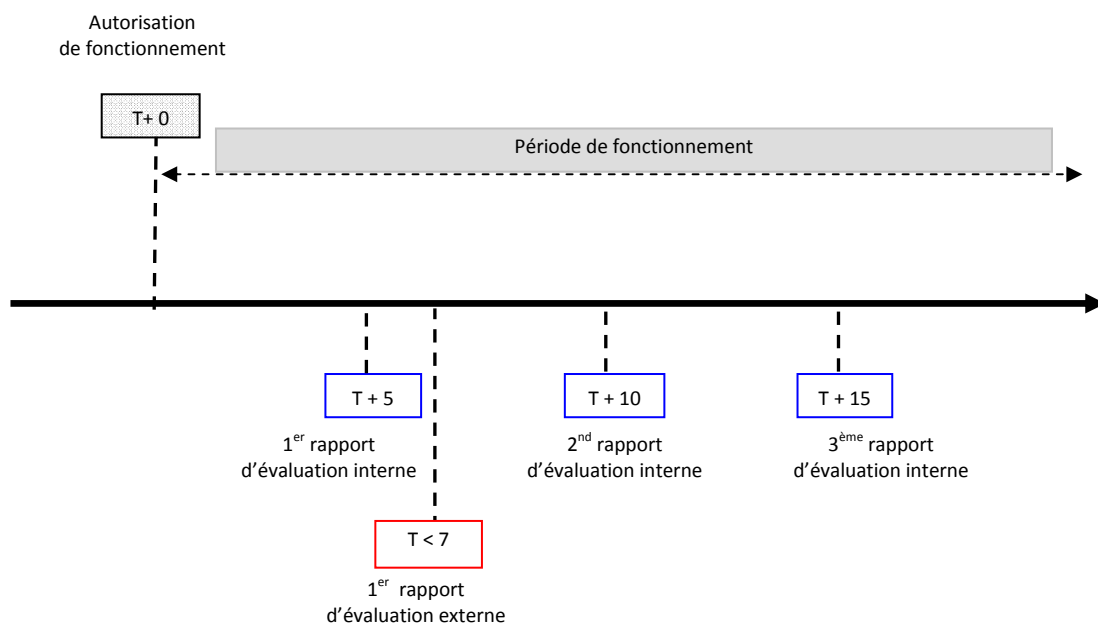 Autorisation
de fonctionnement
T+ 0
Période de fonctionnement
T + 5
T + 10
T + 15
1er rapport
d’évaluation interne
2nd rapport
d’évaluation interne
3ème rapport
d’évaluation interne
T < 7
1er rapport
d’évaluation externe